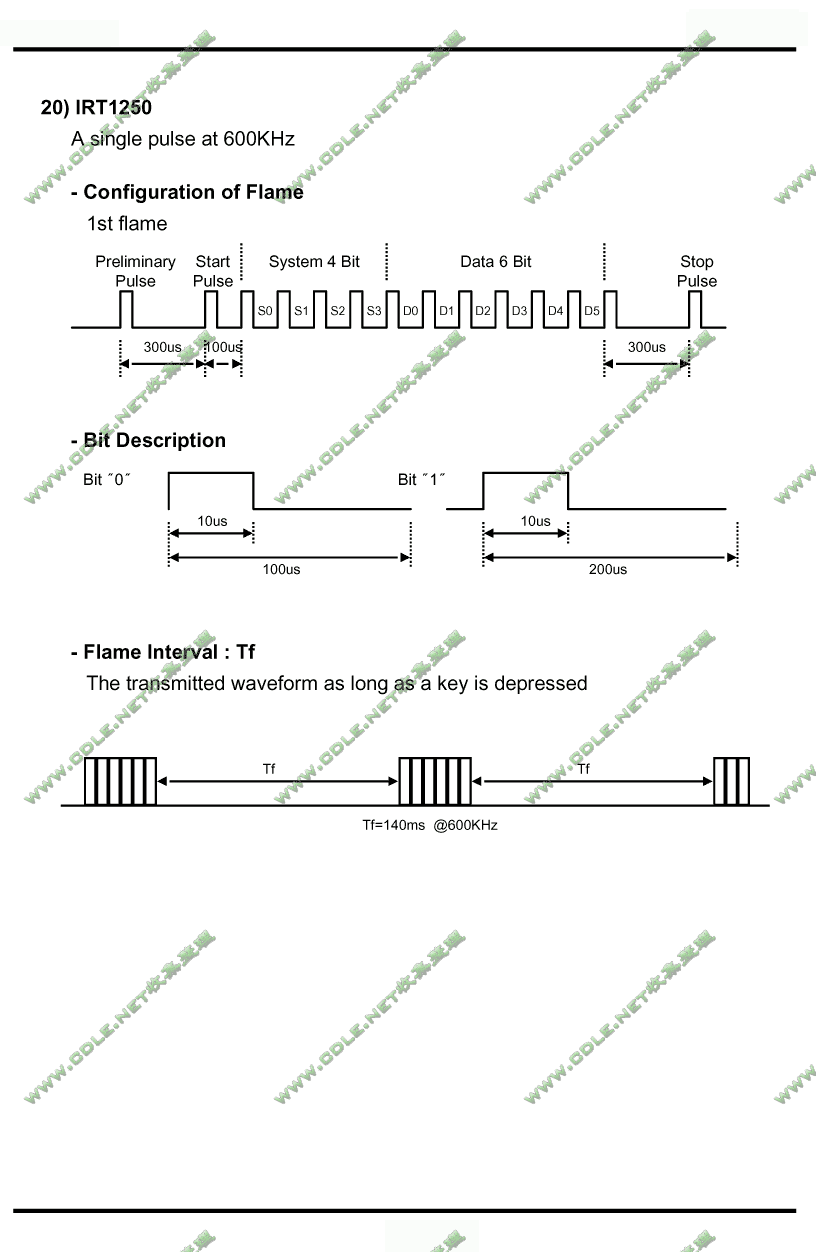 20) IRT1250
A single pulse at 600KHz
- Configuration of Flame
1st flame
Preliminary Pulse
Start Pulse
System 4 Bit
Data 6 Bit
Stop Pulse
S0 S1 S2 S3 D0 D1 D2 D3 D4 D5
300us 100us 300us
- Bit Description
Bit ˝0˝
Bit ˝1˝
10us 10us
100us 200us
- Flame Interval : Tf
The transmitted waveform as long as a key is depressed
Tf Tf
Tf=140ms @600KHz
WWW.CDLE.NET